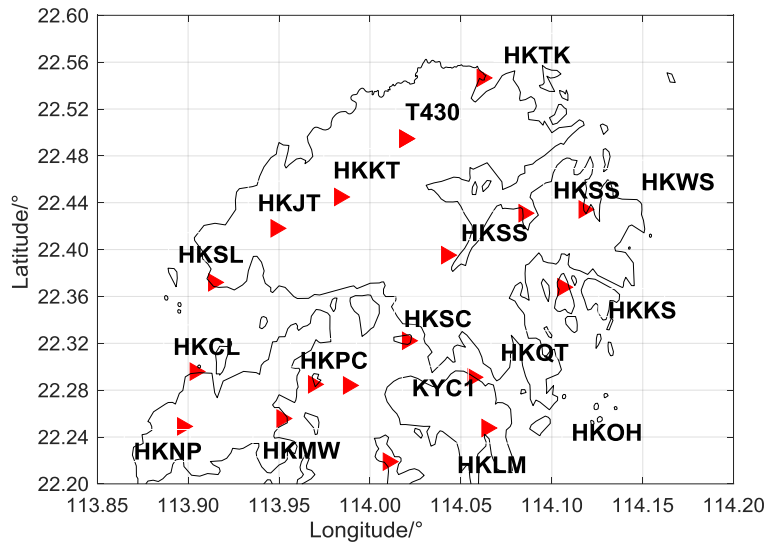 22.60
22.56
22.52
22.48
22.44
22.40
22.36
22.32
22.28
22.24
22.20
Latitude/°
HKTK
T430
HKKT
HKSS
HKWS
HKJT
HKSS
HKSL
HKKS
HKSC
HKCL
HKPC
HKQT
KYC1
HKOH
HKNP
HKMW
HKLM
113.85
113.90
113.95
114.00
114.05
114.10
114.15
114.20
Longitude/°